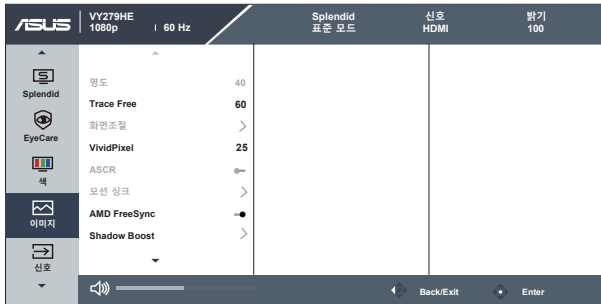 ASUS
VY279HE
1080p
60 Hz
Splendid
표준 모드
신호
HDMI
밝기
100
Splendid
EyeCare
색
이미지
신호
명도 40
Trace Free 60
화면조절
VividPixel 25
ASCR
모션 싱크
AMD FreeSync
Shadow Boost
Back/Exit
Enter